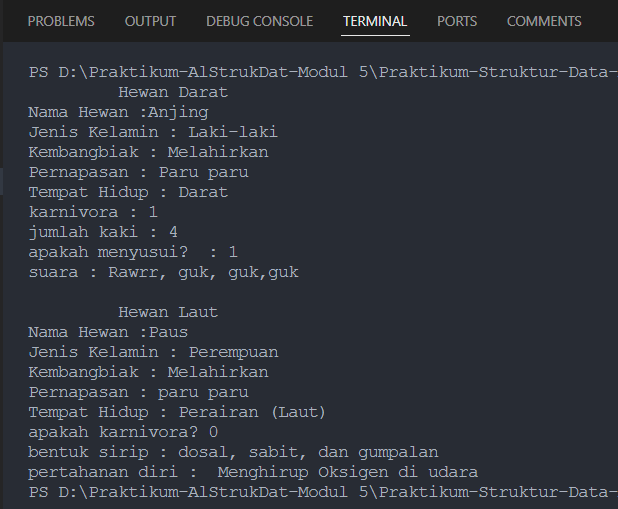 PROBLEMS OUTPUT DEBUG CONSOLE TERMINAL PORTS COMMENTS
PS D:\Praktikum-AlStrukDat-Modul 5\Praktikum-Struktur-Data-
Hewan Darat
Nama Hewan :Anjing
Jenis Kelamin : Laki-laki
Kembangbiak : Melahirkan
Pernapasan : Paru paru
Tempat Hidup : Darat
karnivora : 1
jumlah kaki : 4
apakah menyusui?  : 1
suara : Rawrr, guk, guk,guk
Hewan Laut
Nama Hewan :Paus
Jenis Kelamin : Perempuan
Kembangbiak : Melahirkan
Pernapasan : paru paru
Tempat Hidup : Perairan (Laut)
apakah karnivora? 0
bentuk sirip : dosal, sabit, dan gumpalan
pertahanan diri :  Menghirup Oksigen di udara
PS D:\Praktikum-AlStrukDat-Modul 5\Praktikum-Struktur-Data-